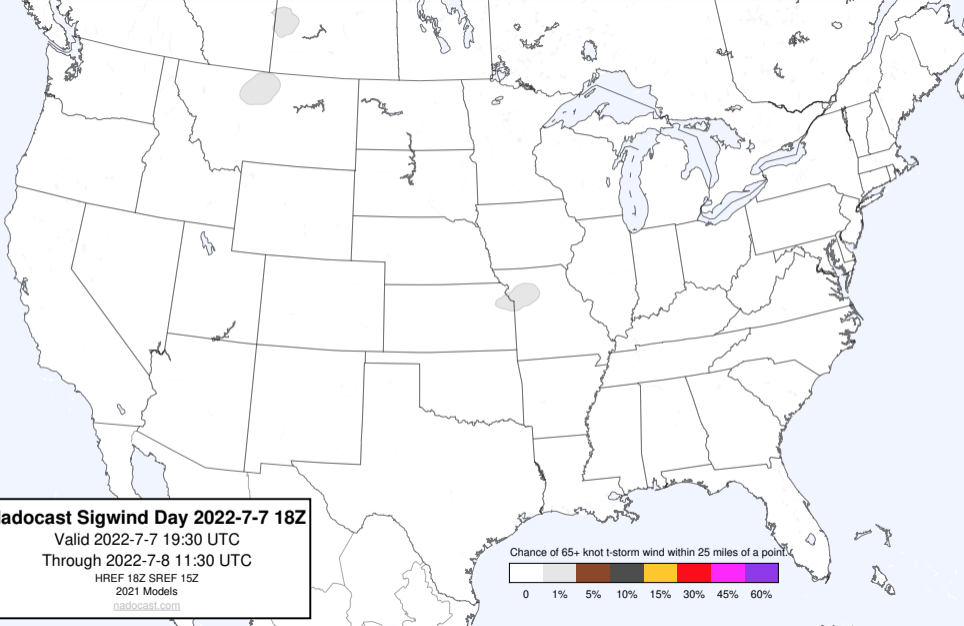 adocast Sigwind Day 2022-7-7 18Z
Valid 2022-7-7 19:30 UTC
Through 2022-7-8 11:30 UTC
HREF 18Z SREF 15Z
2021 Models
nadocast.com
Chance of 65+ knot t-storm wind within 25 miles of a point.
0 1% 5% 10% 15% 30% 45% 60%